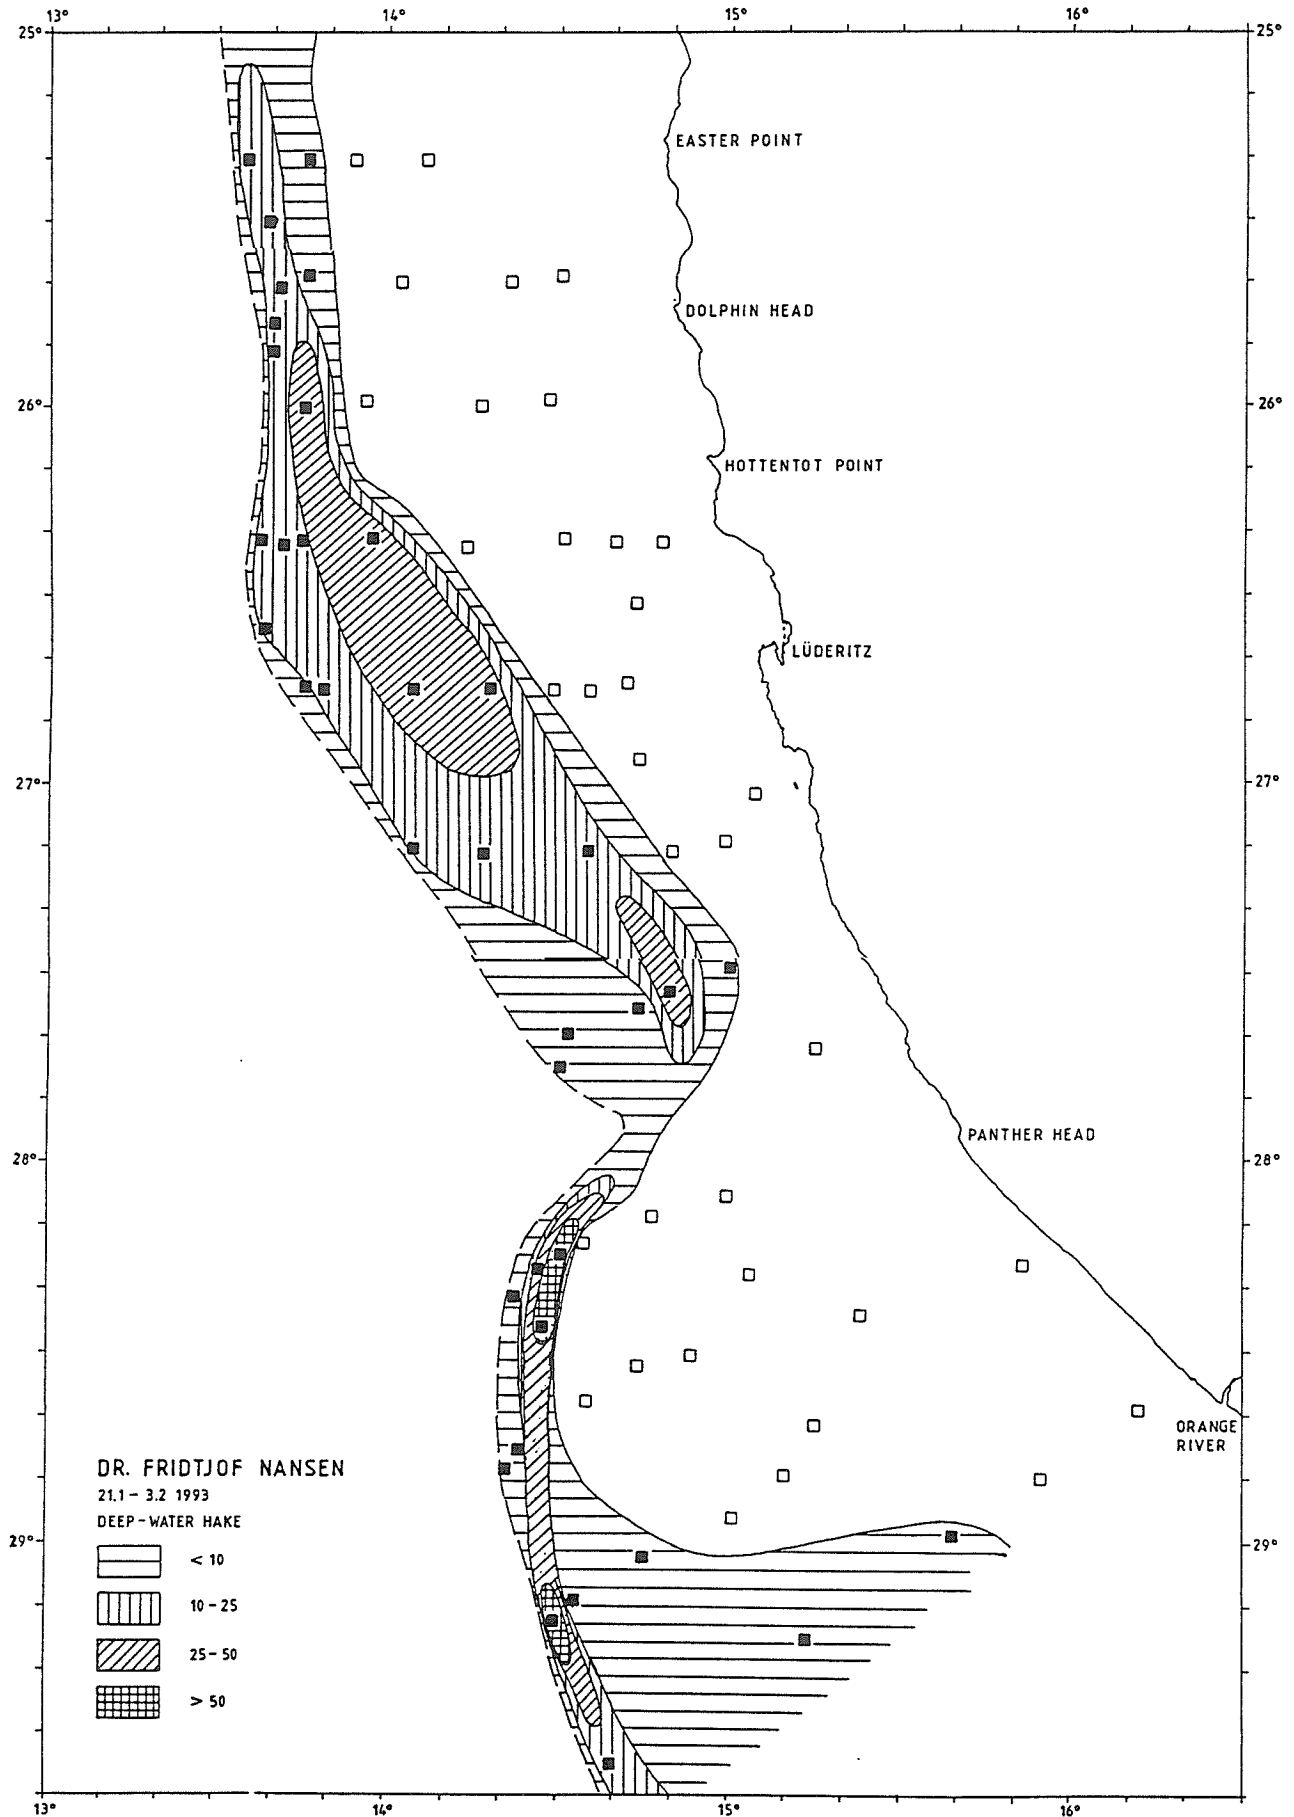 13° 14° 15° 16°
25° 25°
EASTER POINT
DOLPHIN HEAD
26° 26°
HOTTENTOT POINT
LÜDERITZ
27° 27°
PANTHER HEAD
28° 28°
ORANGE
RIVER
DR. FRIDTJOF NANSEN
21.1 - 3.2 1993
DEEP-WATER HAKE
29° 29°
< 10
10 - 25
25 - 50
> 50
13° 14° 15° 16°